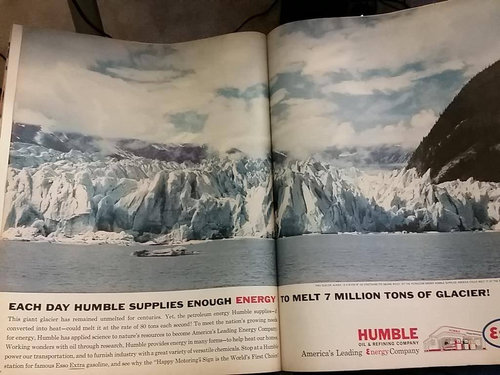 EACH DAY HUMBLE SUPPLIES ENOUGH ENERGY TO MELT 7 MILLION TONS OF GLACIER!
This giant glacier has remained unmelted for centuries. Yet, the petroleum energy Humble supplies—if
converted into heat—could melt it at the rate of 80 tons each second! To meet the nation's growing needs
for energy, Humble has applied science to nature's resources to become America's Leading Energy Company.
Working wonders with oil through research, Humble provides energy in many forms—to help heat our homes,
power our transportation, and to furnish industry with a great variety of versatile chemicals. Stop at a Humble
station for famous Esso Extra gasoline, and see why the "Happy Motoring" Sign is the World's First Choice!
HUMBLE
OIL & REFINING COMPANY
America's Leading Energy Company